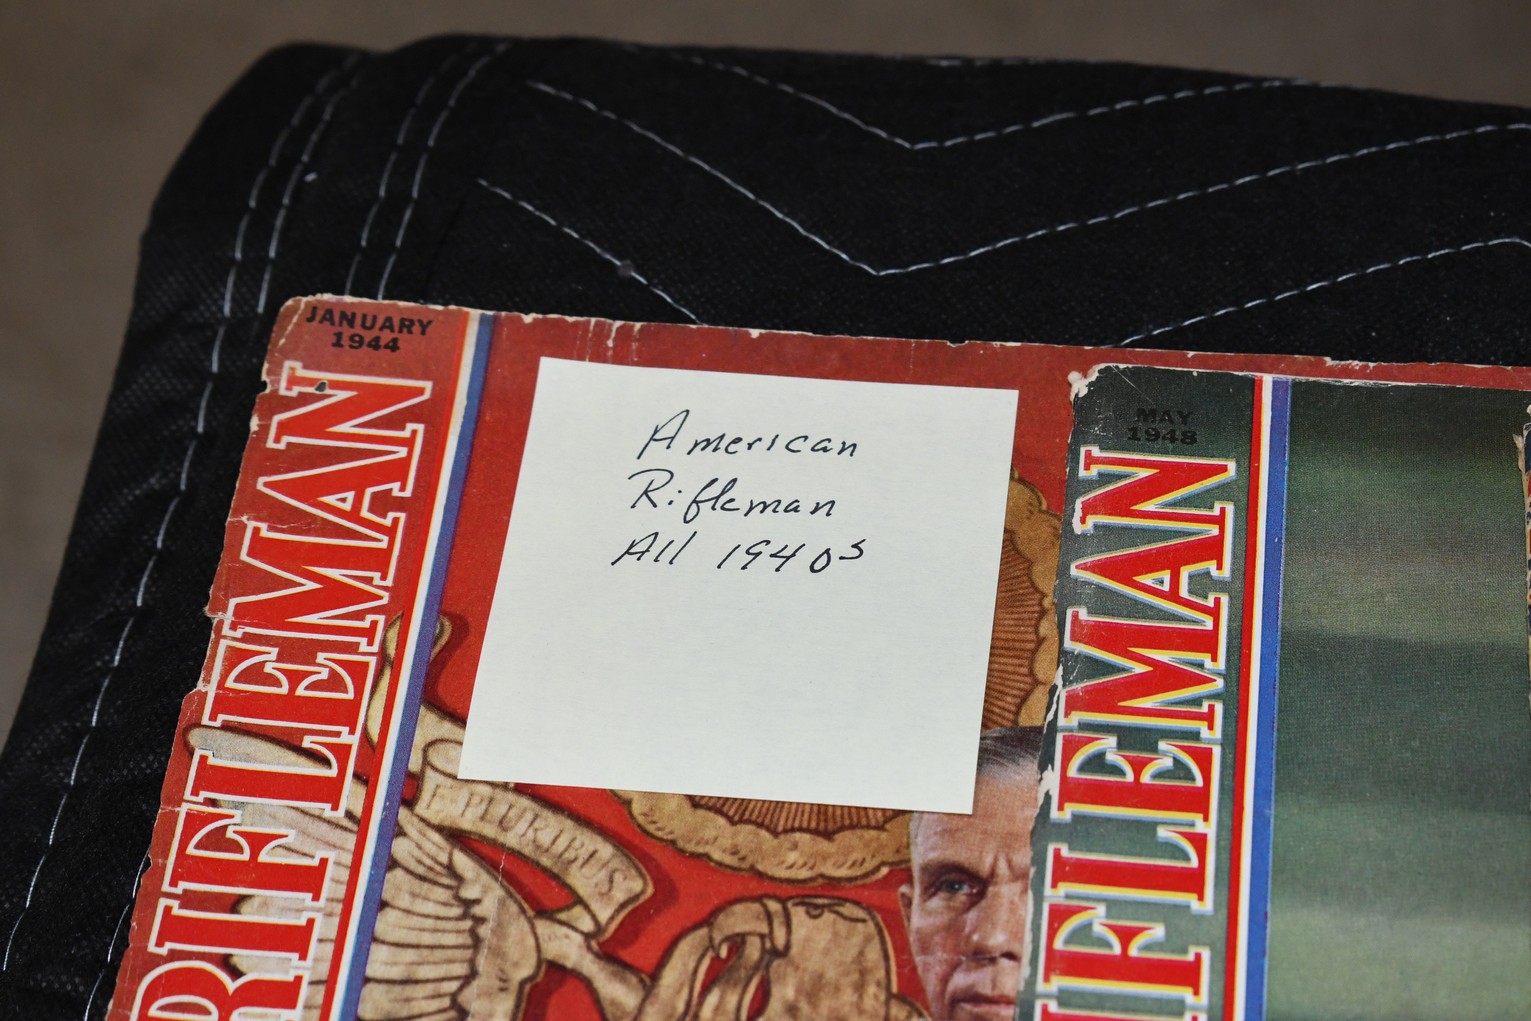 JANUARY
1944
RIFLEMAN
American
Rifleman
All 1940s
E PLURIBUS
MAY
1948
RIFLEMAN